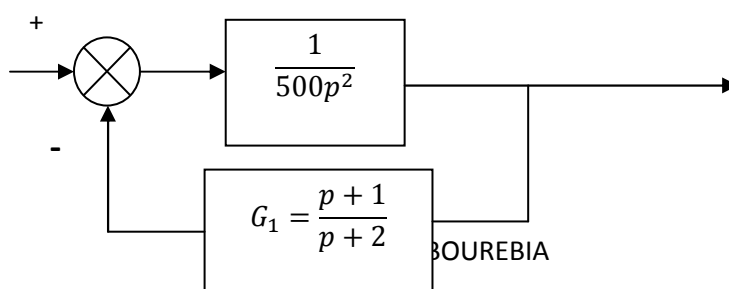 +
1
500p²
-
G₁ = p + 1
p + 2
BOUREBIA